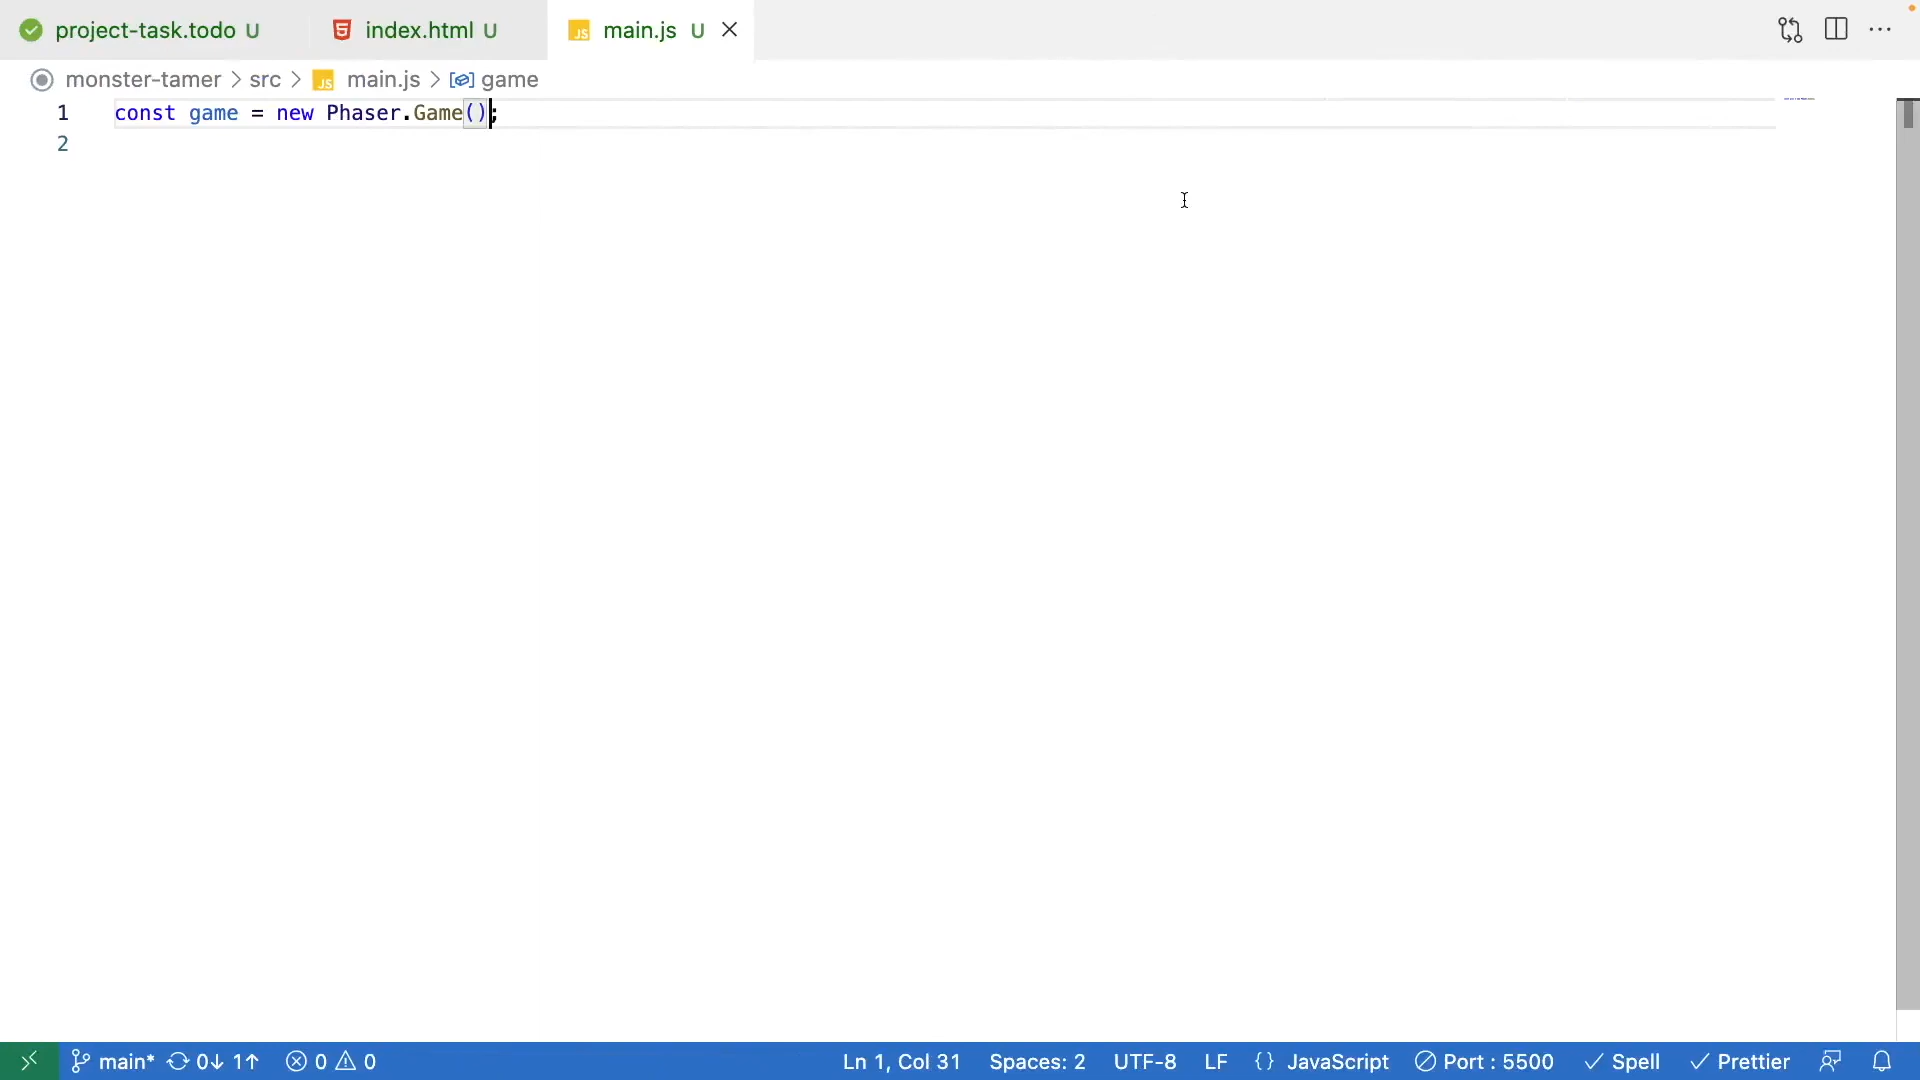 project-task.todo U index.html U JS main.js U
monster-tamer > src > JS main.js > game
1 const game = new Phaser.Game();
2
main* 0↓ 1↑ 0 0 Ln 1, Col 31 Spaces: 2 UTF-8 LF {} JavaScript Port : 5500 Spell Prettier